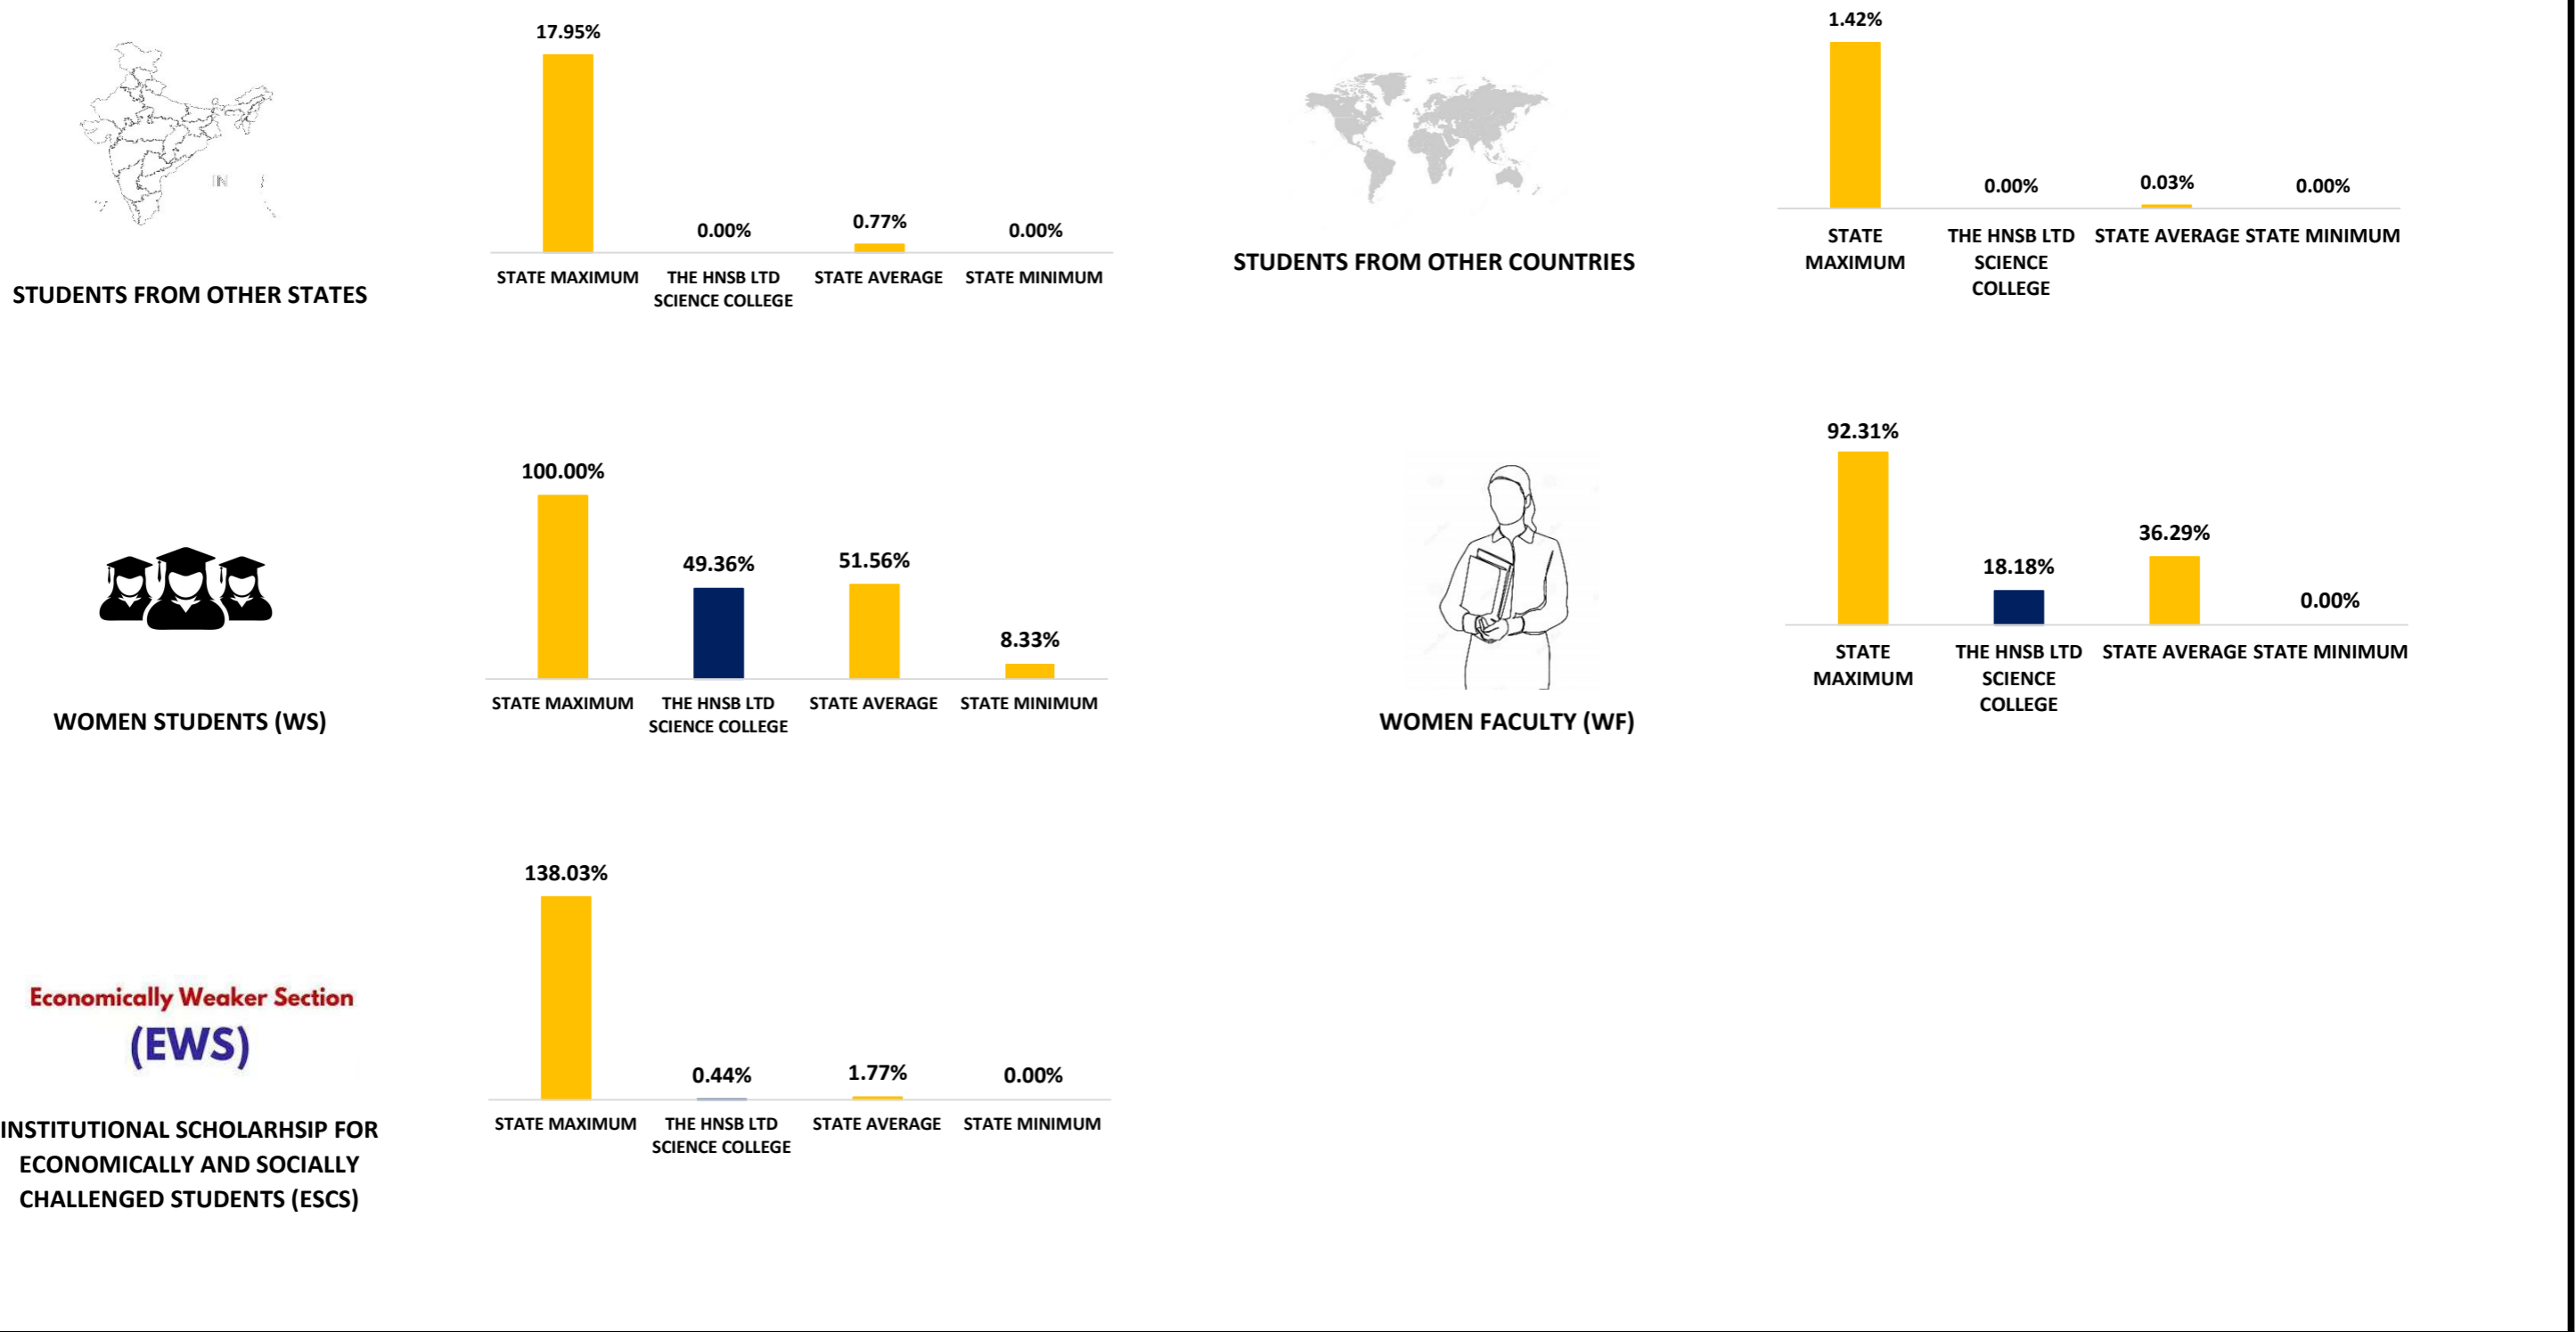 17.95%
0.00%
0.77%
0.00%
STATE MAXIMUM
THE HNSB LTD
SCIENCE COLLEGE
STATE AVERAGE
STATE MINIMUM
IN
STUDENTS FROM OTHER STATES
1.42%
0.00%
0.03%
0.00%
STATE
MAXIMUM
THE HNSB LTD
SCIENCE
COLLEGE
STATE AVERAGE
STATE MINIMUM
STUDENTS FROM OTHER COUNTRIES
100.00%
49.36%
51.56%
8.33%
STATE MAXIMUM
THE HNSB LTD
SCIENCE COLLEGE
STATE AVERAGE
STATE MINIMUM
WOMEN STUDENTS (WS)
92.31%
18.18%
36.29%
0.00%
STATE
MAXIMUM
THE HNSB LTD
SCIENCE
COLLEGE
STATE AVERAGE
STATE MINIMUM
WOMEN FACULTY (WF)
138.03%
0.44%
1.77%
0.00%
STATE MAXIMUM
THE HNSB LTD
SCIENCE COLLEGE
STATE AVERAGE
STATE MINIMUM
Economically Weaker Section
(EWS)
INSTITUTIONAL SCHOLARHSIP FOR
ECONOMICALLY AND SOCIALLY
CHALLENGED STUDENTS (ESCS)